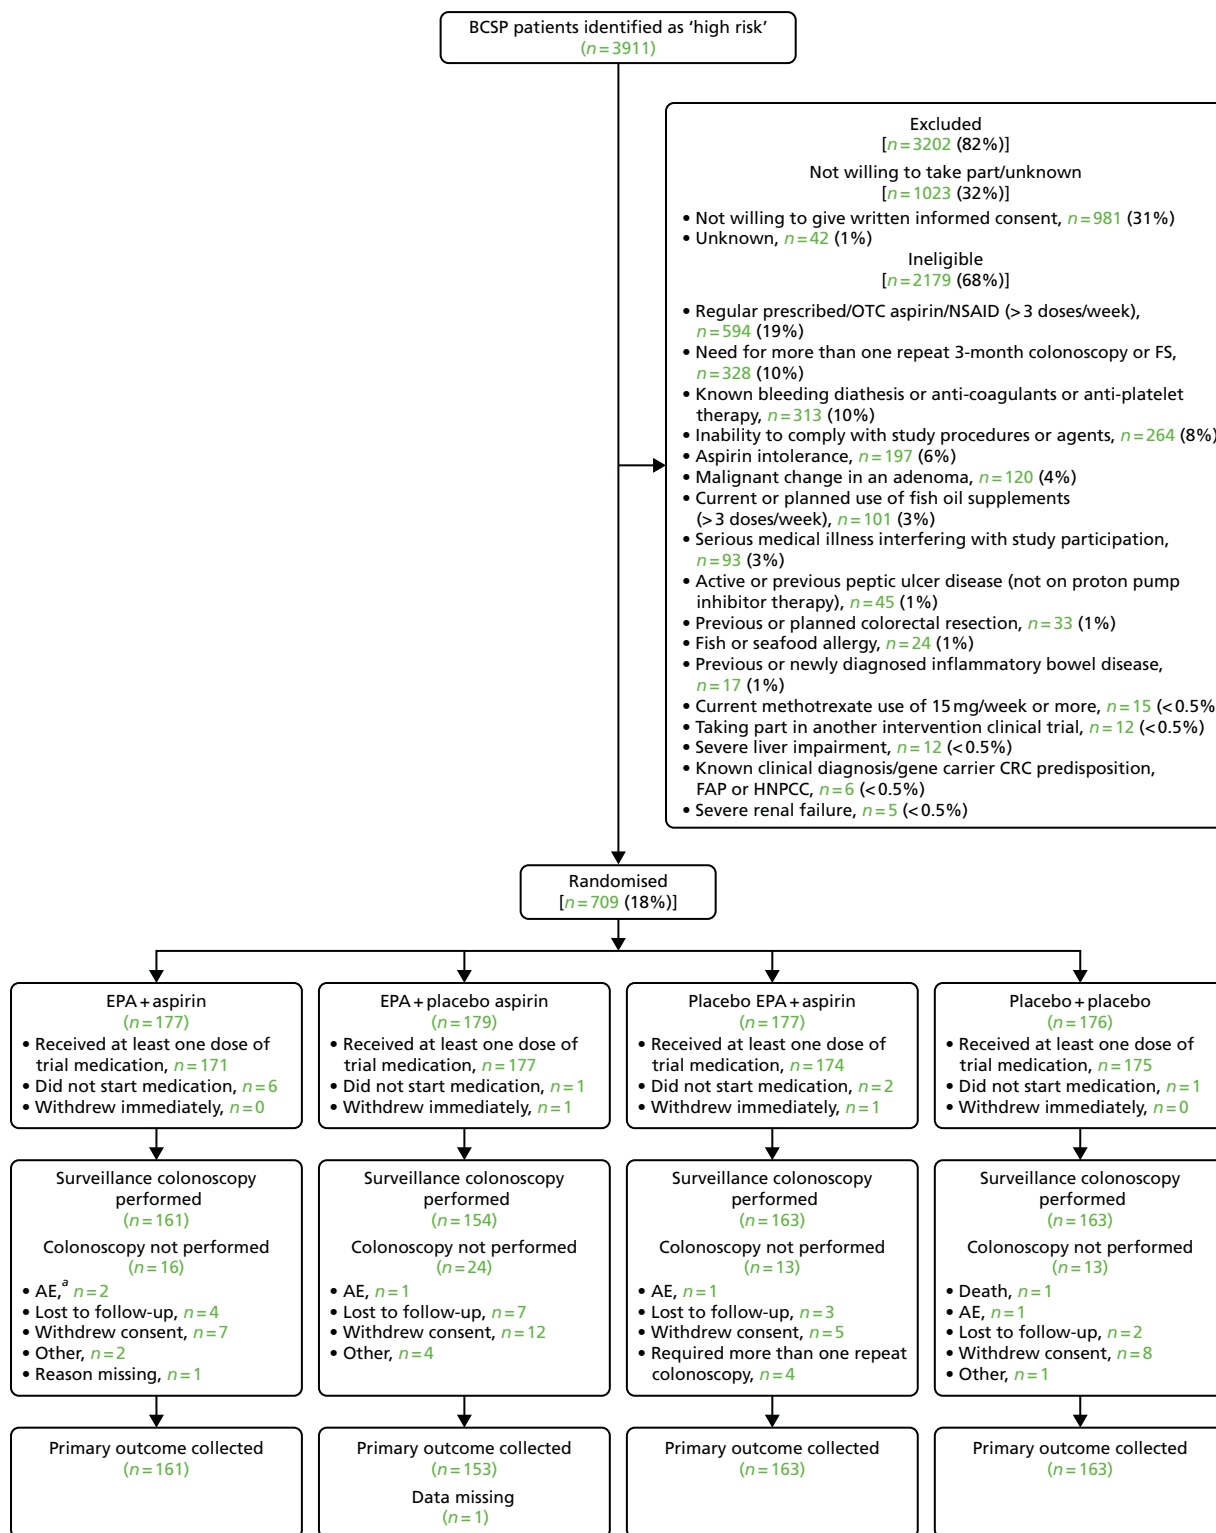 BCSP patients identified as ‘high risk’
(n = 3911)
Excluded
[n = 3202 (82%)]
Not willing to take part/unknown
[n = 1023 (32%)]
• Not willing to give written informed consent, n = 981 (31%)
• Unknown, n = 42 (1%)
Ineligible
[n = 2179 (68%)]
• Regular prescribed/OTC aspirin/NSAID (> 3 doses/week),
n = 594 (19%)
• Need for more than one repeat 3-month colonoscopy or FS,
n = 328 (10%)
• Known bleeding diathesis or anti-coagulants or anti-platelet
therapy, n = 313 (10%)
• Inability to comply with study procedures or agents, n = 264 (8%)
• Aspirin intolerance, n = 197 (6%)
• Malignant change in an adenoma, n = 120 (4%)
• Current or planned use of fish oil supplements
(> 3 doses/week), n = 101 (3%)
• Serious medical illness interfering with study participation,
n = 93 (3%)
• Active or previous peptic ulcer disease (not on proton pump
inhibitor therapy), n = 45 (1%)
• Previous or planned colorectal resection, n = 33 (1%)
• Fish or seafood allergy, n = 24 (1%)
• Previous or newly diagnosed inflammatory bowel disease,
n = 17 (1%)
• Current methotrexate use of 15 mg/week or more, n = 15 (< 0.5%
• Taking part in another intervention clinical trial, n = 12 (< 0.5%)
• Severe liver impairment, n = 12 (< 0.5%)
• Known clinical diagnosis/gene carrier CRC predisposition,
FAP or HNPCC, n = 6 (< 0.5%)
• Severe renal failure, n = 5 (< 0.5%)
Randomised
[n = 709 (18%)]
EPA + aspirin
(n = 177)
• Received at least one dose of
trial medication, n = 171
• Did not start medication, n = 6
• Withdrew immediately, n = 0
EPA + placebo aspirin
(n = 179)
• Received at least one dose of
trial medication, n = 177
• Did not start medication, n = 1
• Withdrew immediately, n = 1
Placebo EPA + aspirin
(n = 177)
• Received at least one dose of
trial medication, n = 174
• Did not start medication, n = 2
• Withdrew immediately, n = 1
Placebo + placebo
(n = 176)
• Received at least one dose of
trial medication, n = 175
• Did not start medication, n = 1
• Withdrew immediately, n = 0
Surveillance colonoscopy
performed
(n = 161)
Colonoscopy not performed
(n = 16)
• AE,a n = 2
• Lost to follow-up, n = 4
• Withdrew consent, n = 7
• Other, n = 2
• Reason missing, n = 1
Surveillance colonoscopy
performed
(n = 154)
Colonoscopy not performed
(n = 24)
• AE, n = 1
• Lost to follow-up, n = 7
• Withdrew consent, n = 12
• Other, n = 4
Surveillance colonoscopy
performed
(n = 163)
Colonoscopy not performed
(n = 13)
• AE, n = 1
• Lost to follow-up, n = 3
• Withdrew consent, n = 5
• Required more than one repeat
colonoscopy, n = 4
Surveillance colonoscopy
performed
(n = 163)
Colonoscopy not performed
(n = 13)
• Death, n = 1
• AE, n = 1
• Lost to follow-up, n = 2
• Withdrew consent, n = 8
• Other, n = 1
Primary outcome collected
(n = 161)
Primary outcome collected
(n = 153)
Data missing
(n = 1)
Primary outcome collected
(n = 163)
Primary outcome collected
(n = 163)